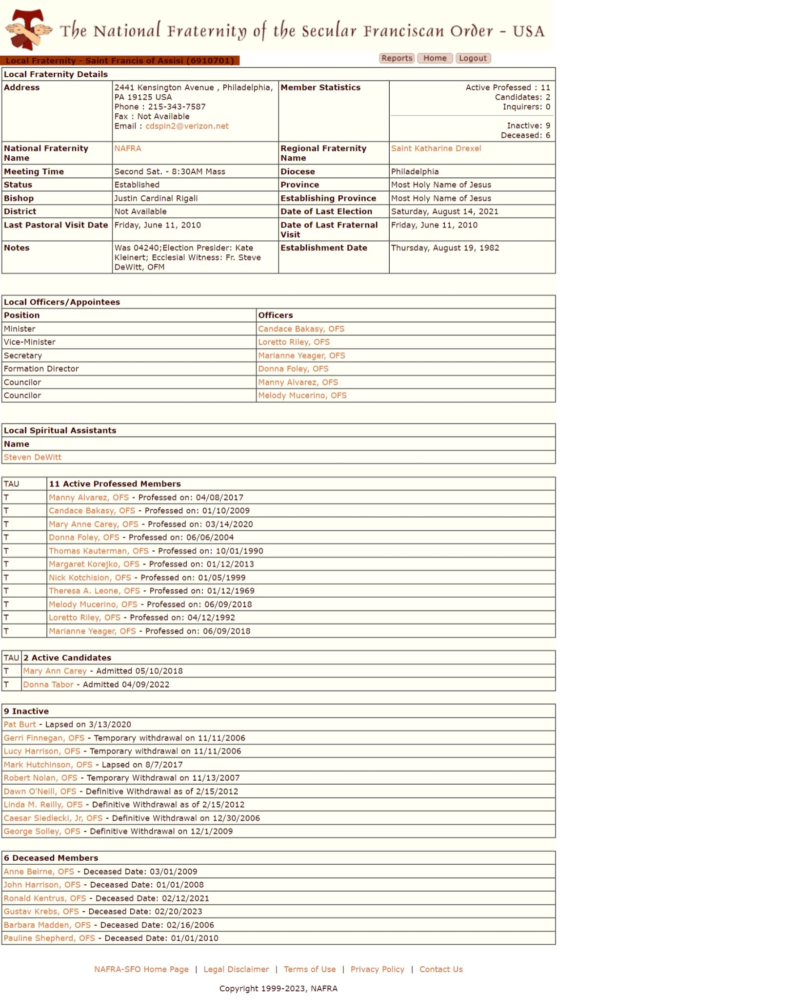 The National Fraternity of the Secular Franciscan Order - USA
Local Fraternity - Saint Francis of Assisi (6910701)
Reports Home Logout
Local Fraternity Details
Address
2441 Kensington Avenue , Philadelphia,
PA 19125 USA
Phone : 215-343-7587
Fax : Not Available
Email : cdspin2@verizon.net
Member Statistics
Active Professed : 11
Candidates: 2
Inquirers: 0
Inactive: 9
Deceased: 6
National Fraternity
Name
NAFRA
Regional Fraternity
Name
Saint Katharine Drexel
Meeting Time
Second Sat. - 8:30AM Mass
Diocese
Philadelphia
Status
Established
Province
Most Holy Name of Jesus
Bishop
Justin Cardinal Rigali
Establishing Province
Most Holy Name of Jesus
District
Not Available
Date of Last Election
Saturday, August 14, 2021
Last Pastoral Visit Date
Friday, June 11, 2010
Date of Last Fraternal
Visit
Friday, June 11, 2010
Notes
Was 04240;Election Presider: Kate
Kleinert; Ecclesial Witness: Fr. Steve
DeWitt, OFM
Establishment Date
Thursday, August 19, 1982
Local Officers/Appointees
Position Officers
Minister Candace Bakasy, OFS
Vice-Minister Loretto Riley, OFS
Secretary Marianne Yeager, OFS
Formation Director Donna Foley, OFS
Councilor Manny Alvarez, OFS
Councilor Melody Mucerino, OFS
Local Spiritual Assistants
Name
Steven DeWitt
TAU 11 Active Professed Members
T Manny Alvarez, OFS - Professed on: 04/08/2017
T Candace Bakasy, OFS - Professed on: 01/10/2009
T Mary Anne Carey, OFS - Professed on: 03/14/2020
T Donna Foley, OFS - Professed on: 06/06/2004
T Thomas Kauterman, OFS - Professed on: 10/01/1990
T Margaret Korejko, OFS - Professed on: 01/12/2013
T Nick Kotchision, OFS - Professed on: 01/05/1999
T Theresa A. Leone, OFS - Professed on: 01/12/1969
T Melody Mucerino, OFS - Professed on: 06/09/2018
T Loretto Riley, OFS - Professed on: 04/12/1992
T Marianne Yeager, OFS - Professed on: 06/09/2018
TAU 2 Active Candidates
T Mary Ann Carey - Admitted 05/10/2018
T Donna Tabor - Admitted 04/09/2022
9 Inactive
Pat Burt - Lapsed on 3/13/2020
Gerri Finnegan, OFS - Temporary withdrawal on 11/11/2006
Lucy Harrison, OFS - Temporary withdrawal on 11/11/2006
Mark Hutchinson, OFS - Lapsed on 8/7/2017
Robert Nolan, OFS - Temporary Withdrawal on 11/13/2007
Dawn O'Neill, OFS - Definitive Withdrawal as of 2/15/2012
Linda M. Reilly, OFS - Definitive Withdrawal as of 2/15/2012
Caesar Siedlecki, Jr, OFS - Definitive Withdrawal on 12/30/2006
George Solley, OFS - Definitive Withdrawal on 12/1/2009
6 Deceased Members
Anne Beirne, OFS - Deceased Date: 03/01/2009
John Harrison, OFS - Deceased Date: 01/01/2008
Ronald Kentrus, OFS - Deceased Date: 02/12/2021
Gustav Krebs, OFS - Deceased Date: 02/20/2023
Barbara Madden, OFS - Deceased Date: 02/16/2006
Pauline Shepherd, OFS - Deceased Date: 01/01/2010
NAFRA-SFO Home Page | Legal Disclaimer | Terms of Use | Privacy Policy | Contact Us
Copyright 1999-2023, NAFRA